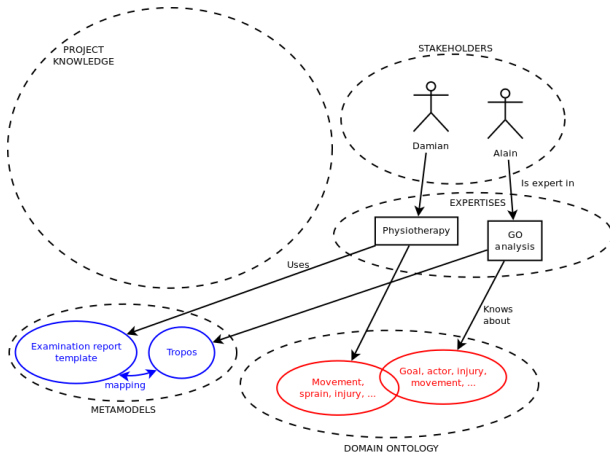 PROJECT
KNOWLEDGE
STAKEHOLDERS
Damian
Alain
Is expert in
EXPERTISES
Physiotherapy
GO
analysis
Uses
Knows
about
Examination report
template
Tropos
mapping
METAMODELS
Movement,
sprain, injury, ...
Goal, actor, injury,
movement, ...
DOMAIN ONTOLOGY